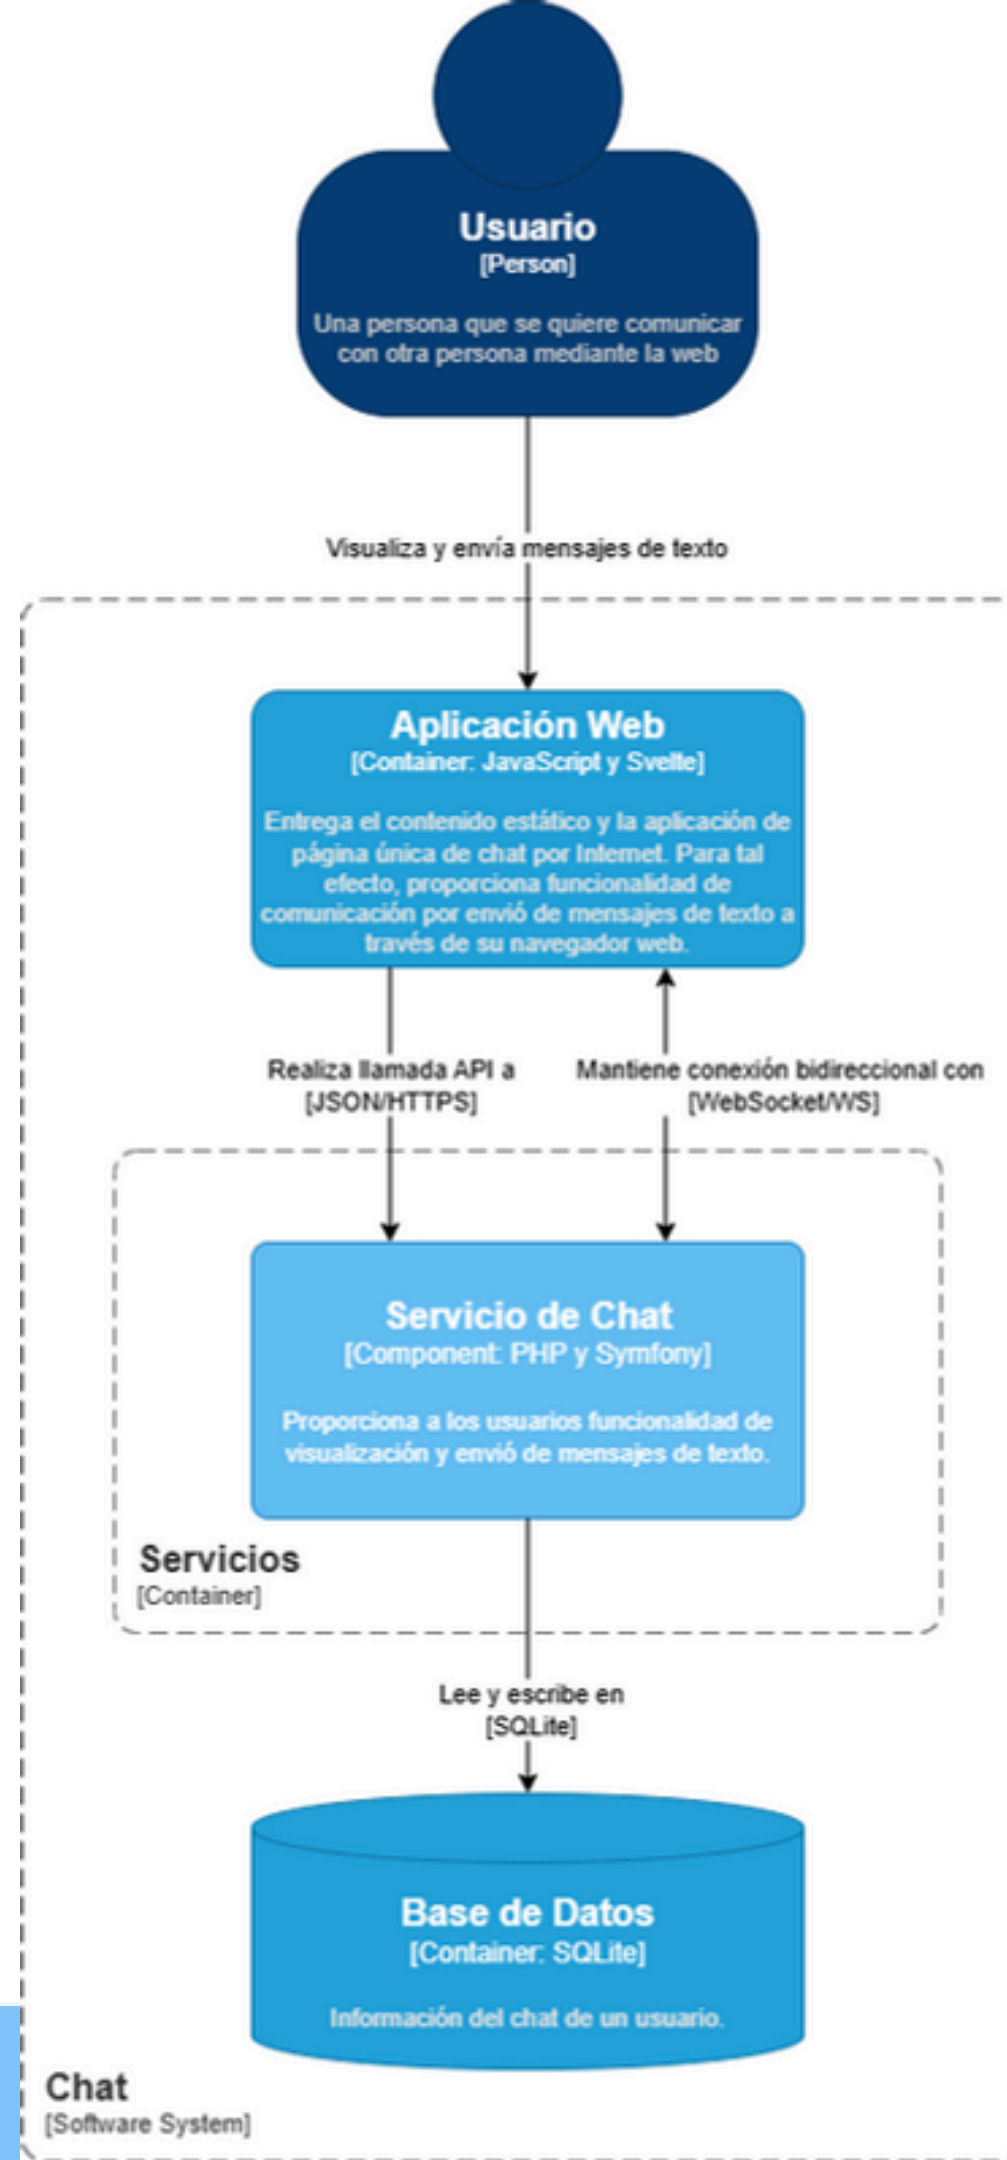 Usuario
[Person]
Una persona que se quiere comunicar
con otra persona mediante la web
Visualiza y envía mensajes de texto
Aplicación Web
[Container: JavaScript y Svelte]
Entrega el contenido estático y la aplicación de
página única de chat por Internet. Para tal
efecto, proporciona funcionalidad de
comunicación por envió de mensajes de texto a
través de su navegador web.
Realiza llamada API a
[JSON/HTTPS]
Mantiene conexión bidireccional con
[WebSocket/WS]
Servicio de Chat
[Component: PHP y Symfony]
Proporciona a los usuarios funcionalidad de
visualización y envió de mensajes de texto.
Servicios
[Container]
Lee y escribe en
[SQLite]
Base de Datos
[Container: SQLite]
Información del chat de un usuario.
Chat
[Software System]